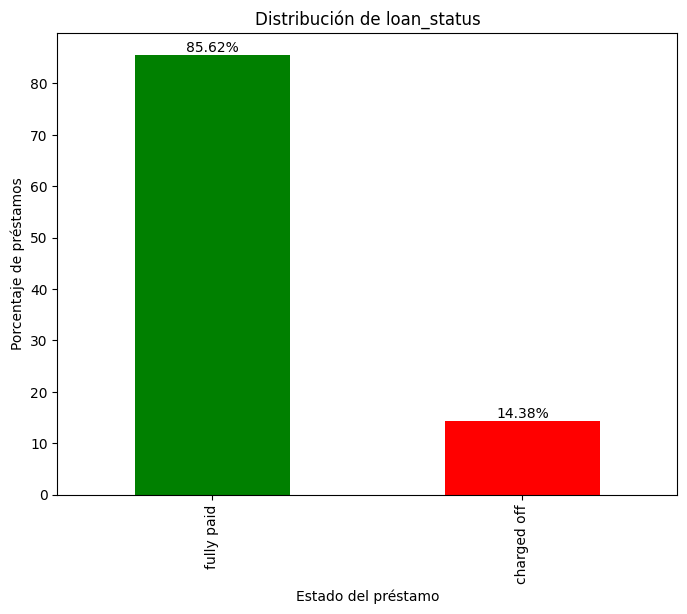 Distribución de loan_status
85.62%
14.38%
Porcentaje de préstamos
80
70
60
50
40
30
20
10
0
fully paid
charged off
Estado del préstamo